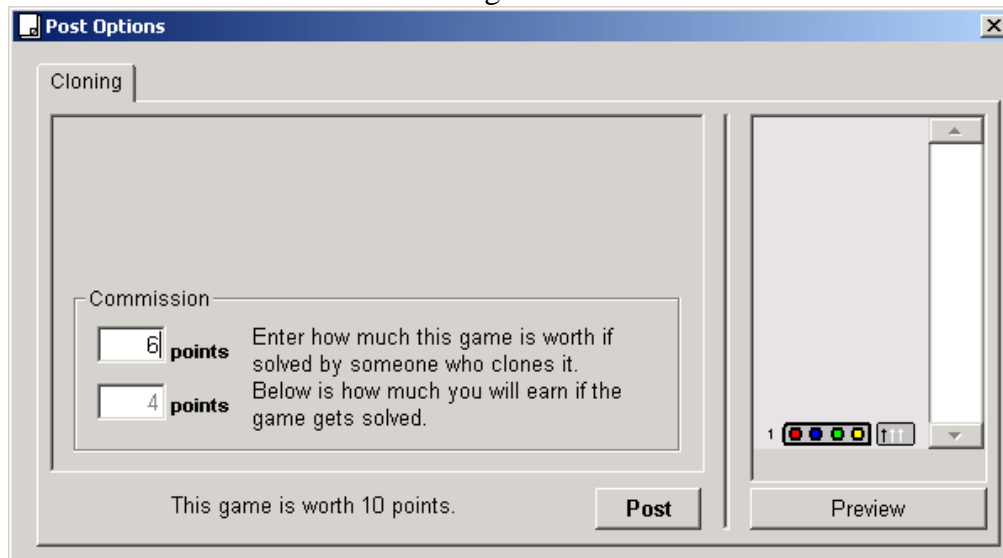 Post Options
Cloning
Commission
6 points
Enter how much this game is worth if
solved by someone who clones it.
4 points
Below is how much you will earn if the
game gets solved.
1
This game is worth 10 points.
Post
Preview